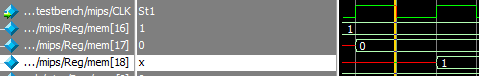 ...testbench/mips/CLK St1
.../mips/Reg/mem[16] 1 1
.../mips/Reg/mem[17] 0 0
.../mips/Reg/mem[18] x 1